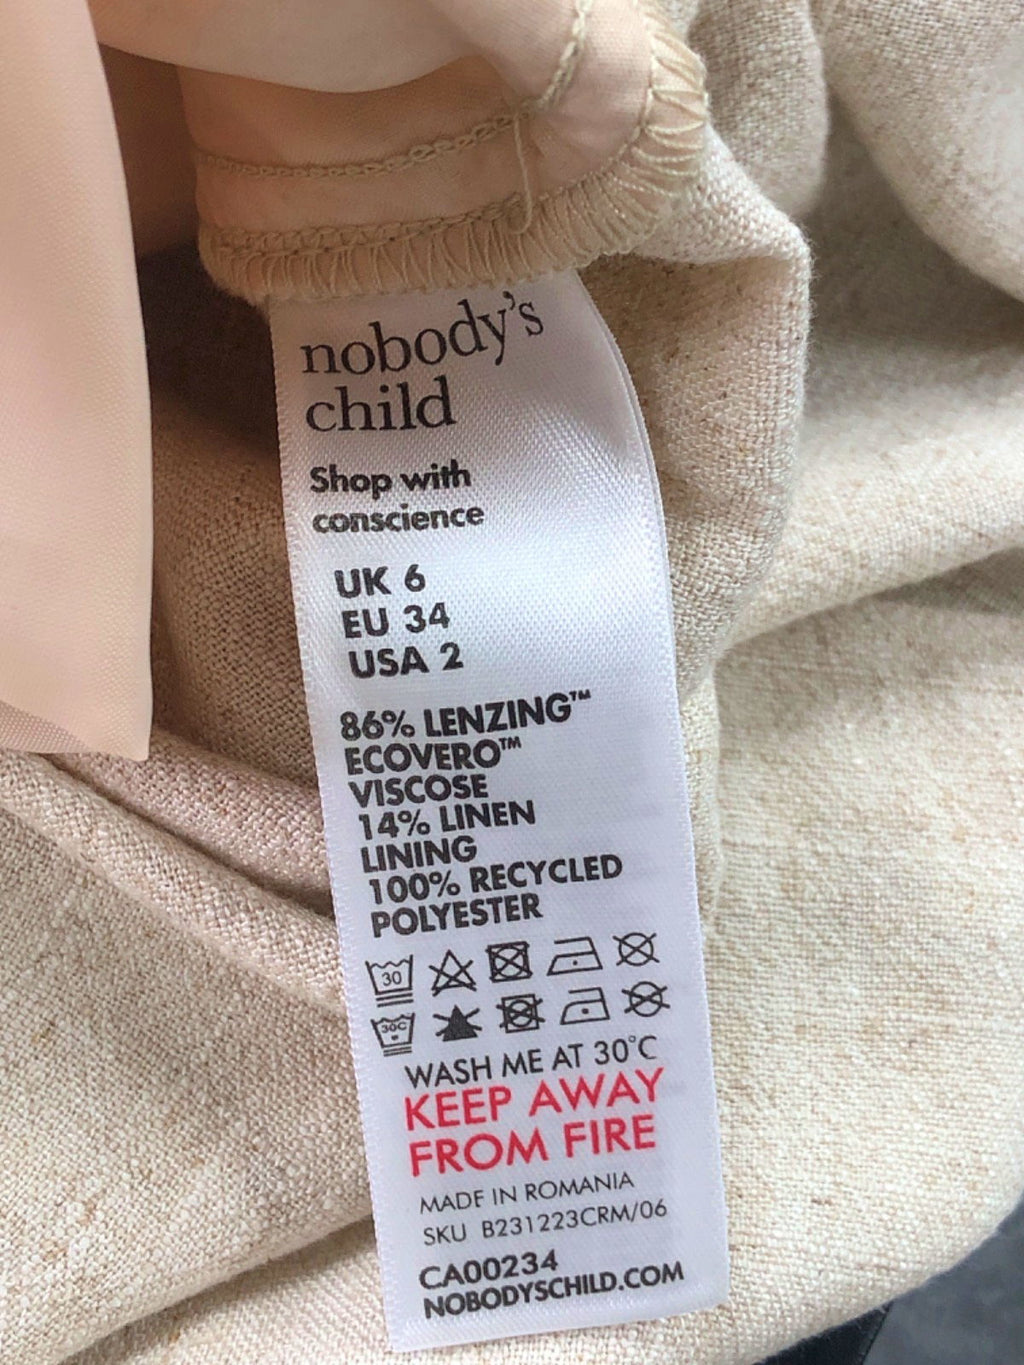 nobody's
child
Shop with
conscience
UK 6
EU 34
USA 2
86% LENZING™
ECOVERO™
VISCOSE
14% LINEN
LINING
100% RECYCLED
POLYESTER
30
30C
WASH ME AT 30°C
KEEP AWAY
FROM FIRE
MADE IN ROMANIA
SKU B231223CRM/06
CA00234
NOBODYSCHILD.COM